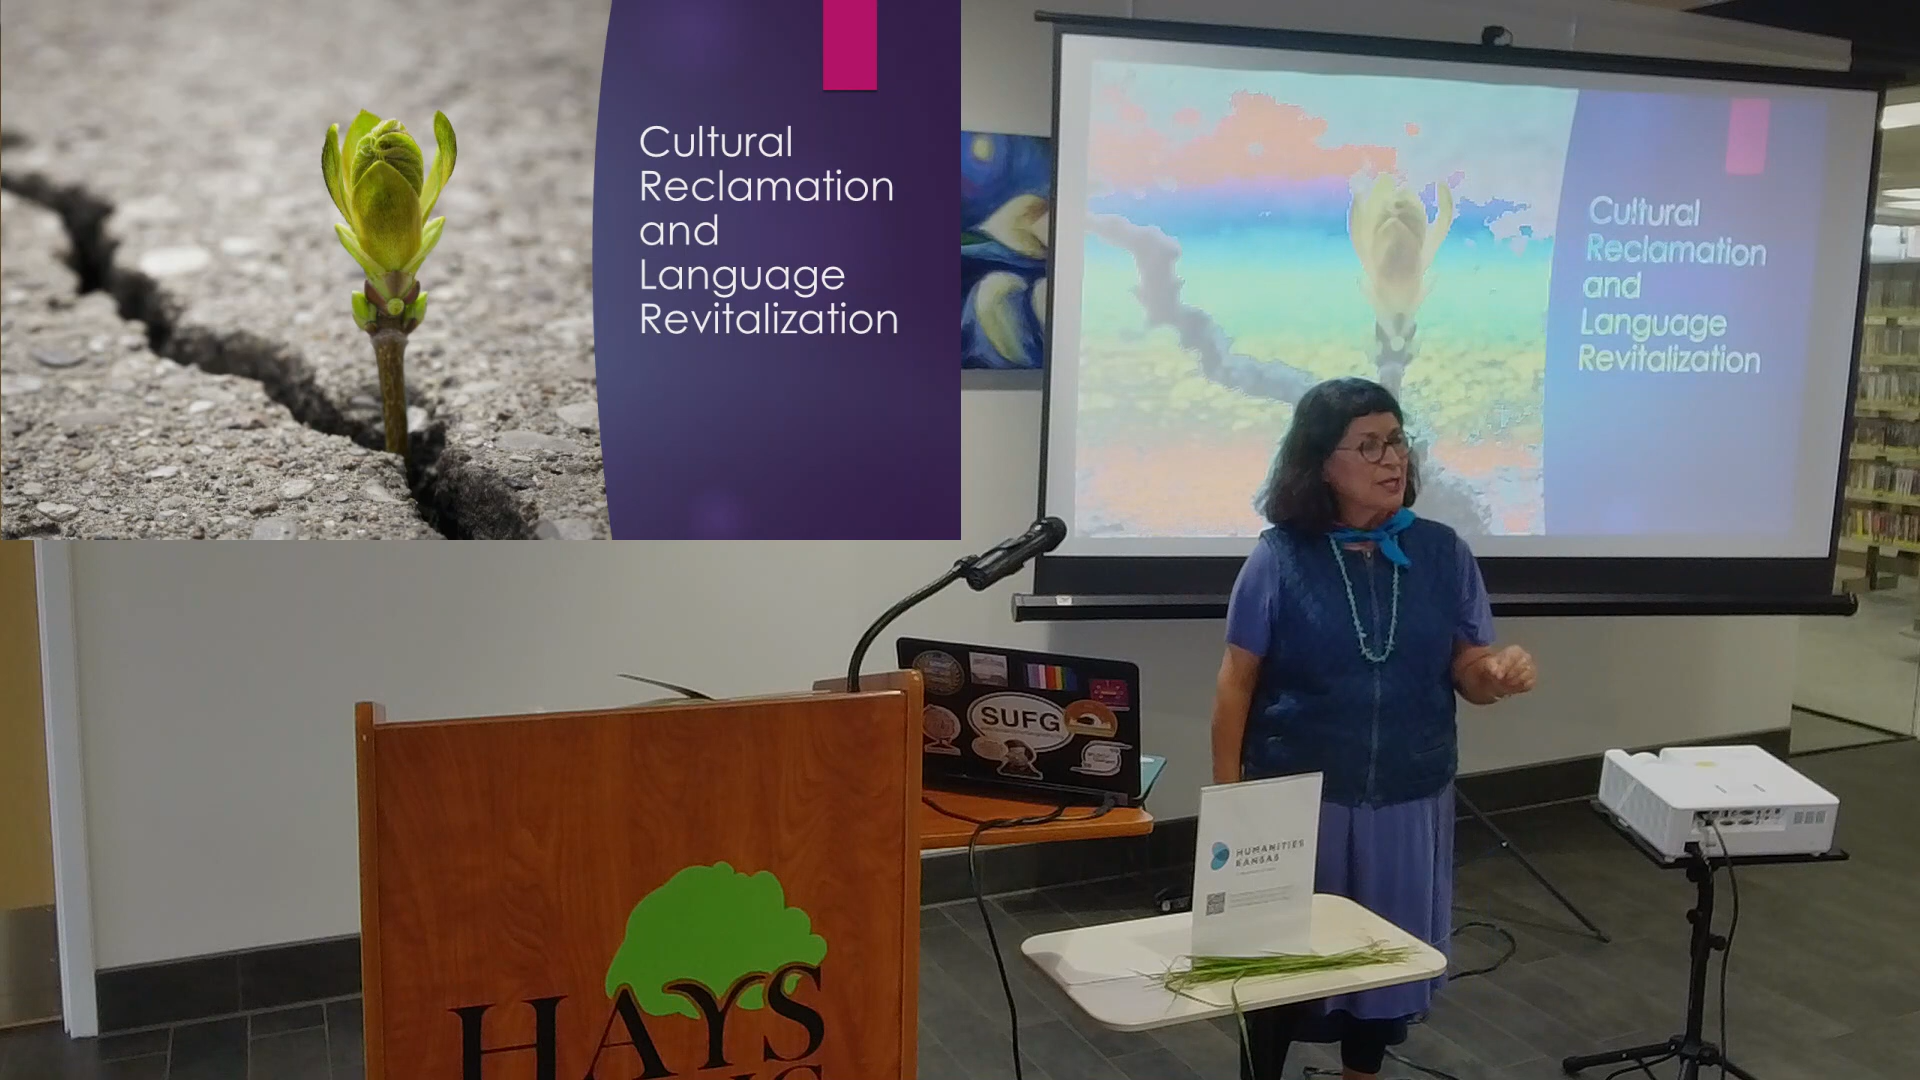 Cultural
Reclamation
and
Language
Revitalization
Cultural
Reclamation
and
Language
Revitalization
SUFG
HUMANITIES
KANSAS
HAYS